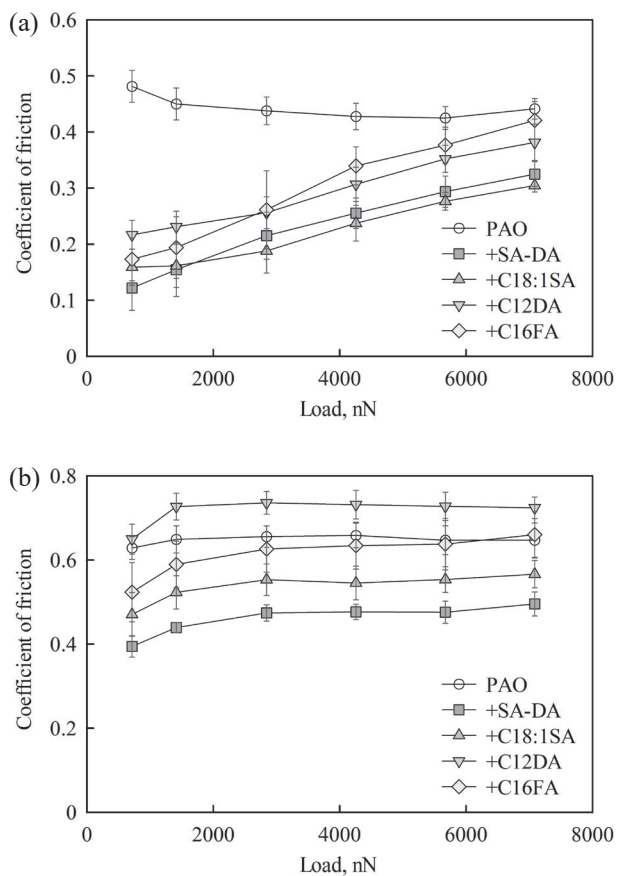 (a)
0.6
0.5
0.4
0.3
0.2
0.1
0
Coefficient of friction
PAO
+SA-DA
+C18:1SA
+C12DA
+C16FA
0 2000 4000 6000 8000
Load, nN
(b)
0.8
0.6
0.4
0.2
0
Coefficient of friction
PAO
+SA-DA
+C18:1SA
+C12DA
+C16FA
0 2000 4000 6000 8000
Load, nN